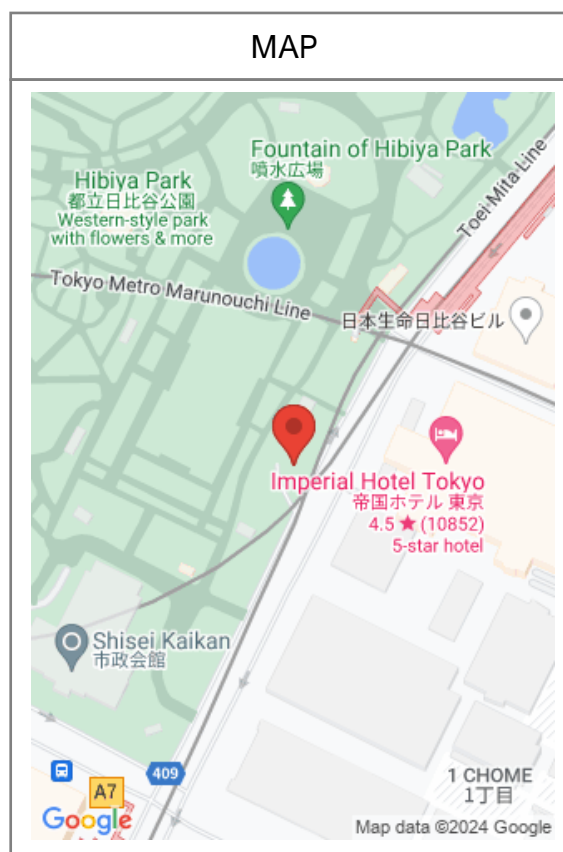 MAP
Fountain of Hibiya Park
噴水広場
Hibiya Park
都立日比谷公園
Western-style park
with flowers & more
Toei Mita Line
Tokyo Metro Marunouchi Line
日本生命日比谷ビル
Imperial Hotel Tokyo
帝国ホテル 東京
4.5 ★ (10852)
5-star hotel
Shisei Kaikan
市政会館
409
A7
1 CHOME
1丁目
Google
Map data ©2024 Google